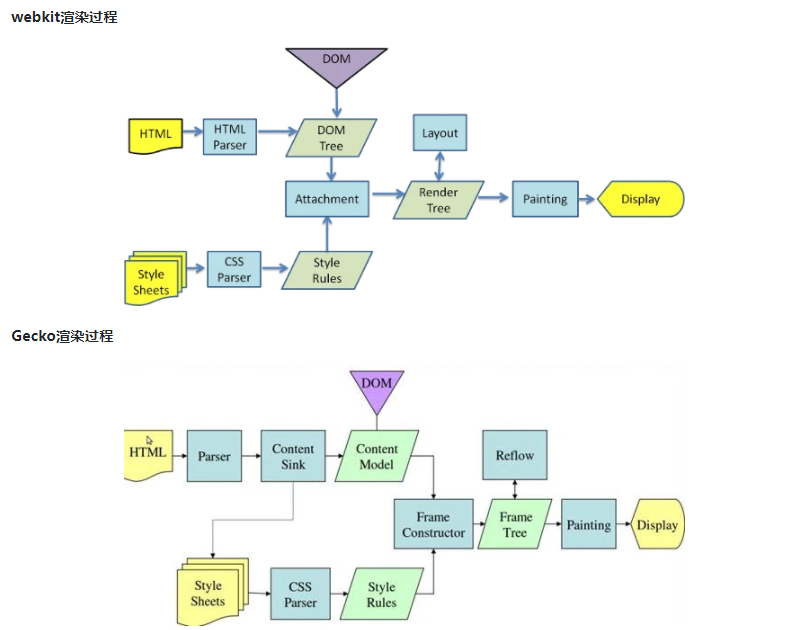 webkit渲染过程
DOM
HTML
HTML
Parser
DOM
Tree
Layout
Attachment
Render
Tree
Painting
Display
Style
Sheets
CSS
Parser
Style
Rules
Gecko渲染过程
DOM
HTML
Parser
Content
Sink
Content
Model
Reflow
Frame
Constructor
Frame
Tree
Painting
Display
Style
Sheets
CSS
Parser
Style
Rules